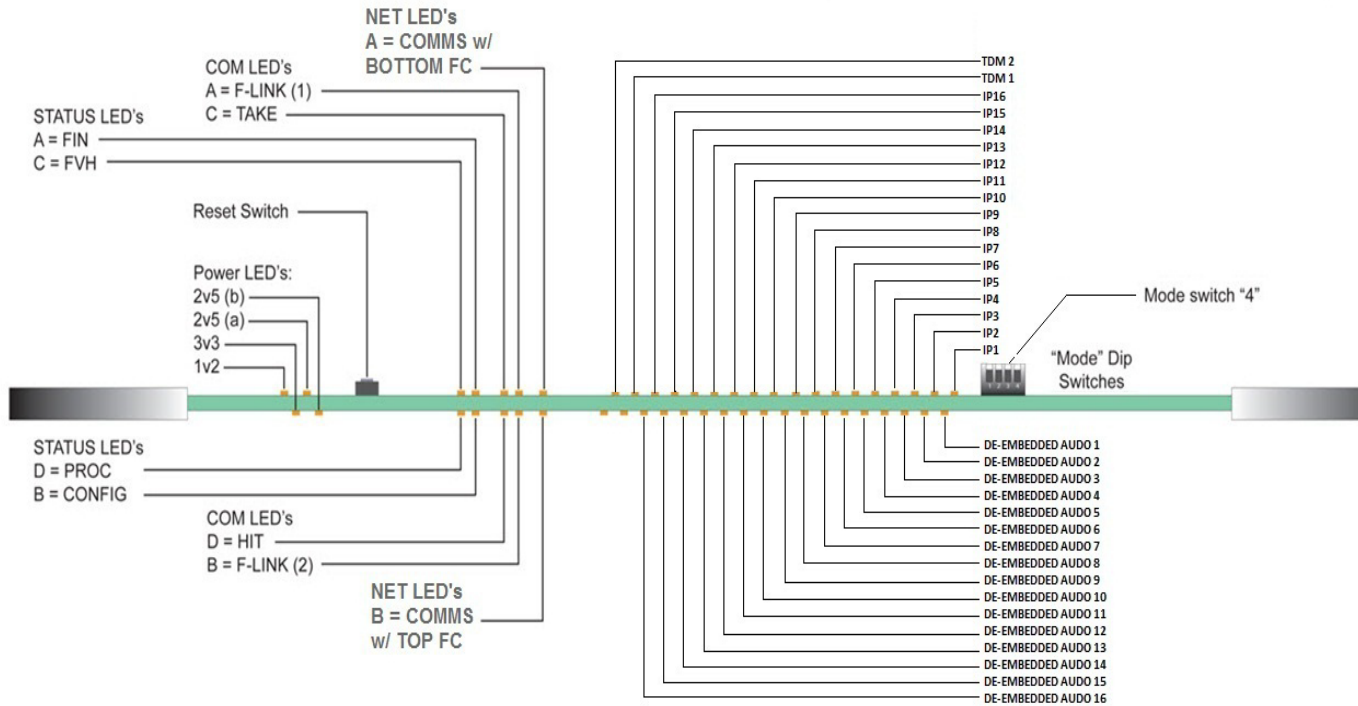 NET LED's
A = COMMS w/
BOTTOM FC
COM LED's
A = F-LINK (1)
C = TAKE
STATUS LED's
A = FIN
C = FVH
Reset Switch
Power LED's:
2v5 (b)
2v5 (a)
3v3
1v2
TDM 2
TDM 1
IP16
IP15
IP14
IP13
IP12
IP11
IP10
IP9
IP8
IP7
IP6
IP5
IP4
IP3
IP2
IP1
Mode switch “4”
“Mode” Dip
Switches
1 2 3 4
STATUS LED's
D = PROC
B = CONFIG
COM LED's
D = HIT
B = F-LINK (2)
NET LED's
B = COMMS
w/ TOP FC
DE-EMBEDDED AUDO 1
DE-EMBEDDED AUDO 2
DE-EMBEDDED AUDO 3
DE-EMBEDDED AUDO 4
DE-EMBEDDED AUDO 5
DE-EMBEDDED AUDO 6
DE-EMBEDDED AUDO 7
DE-EMBEDDED AUDO 8
DE-EMBEDDED AUDO 9
DE-EMBEDDED AUDO 10
DE-EMBEDDED AUDO 11
DE-EMBEDDED AUDO 12
DE-EMBEDDED AUDO 13
DE-EMBEDDED AUDO 14
DE-EMBEDDED AUDO 15
DE-EMBEDDED AUDO 16